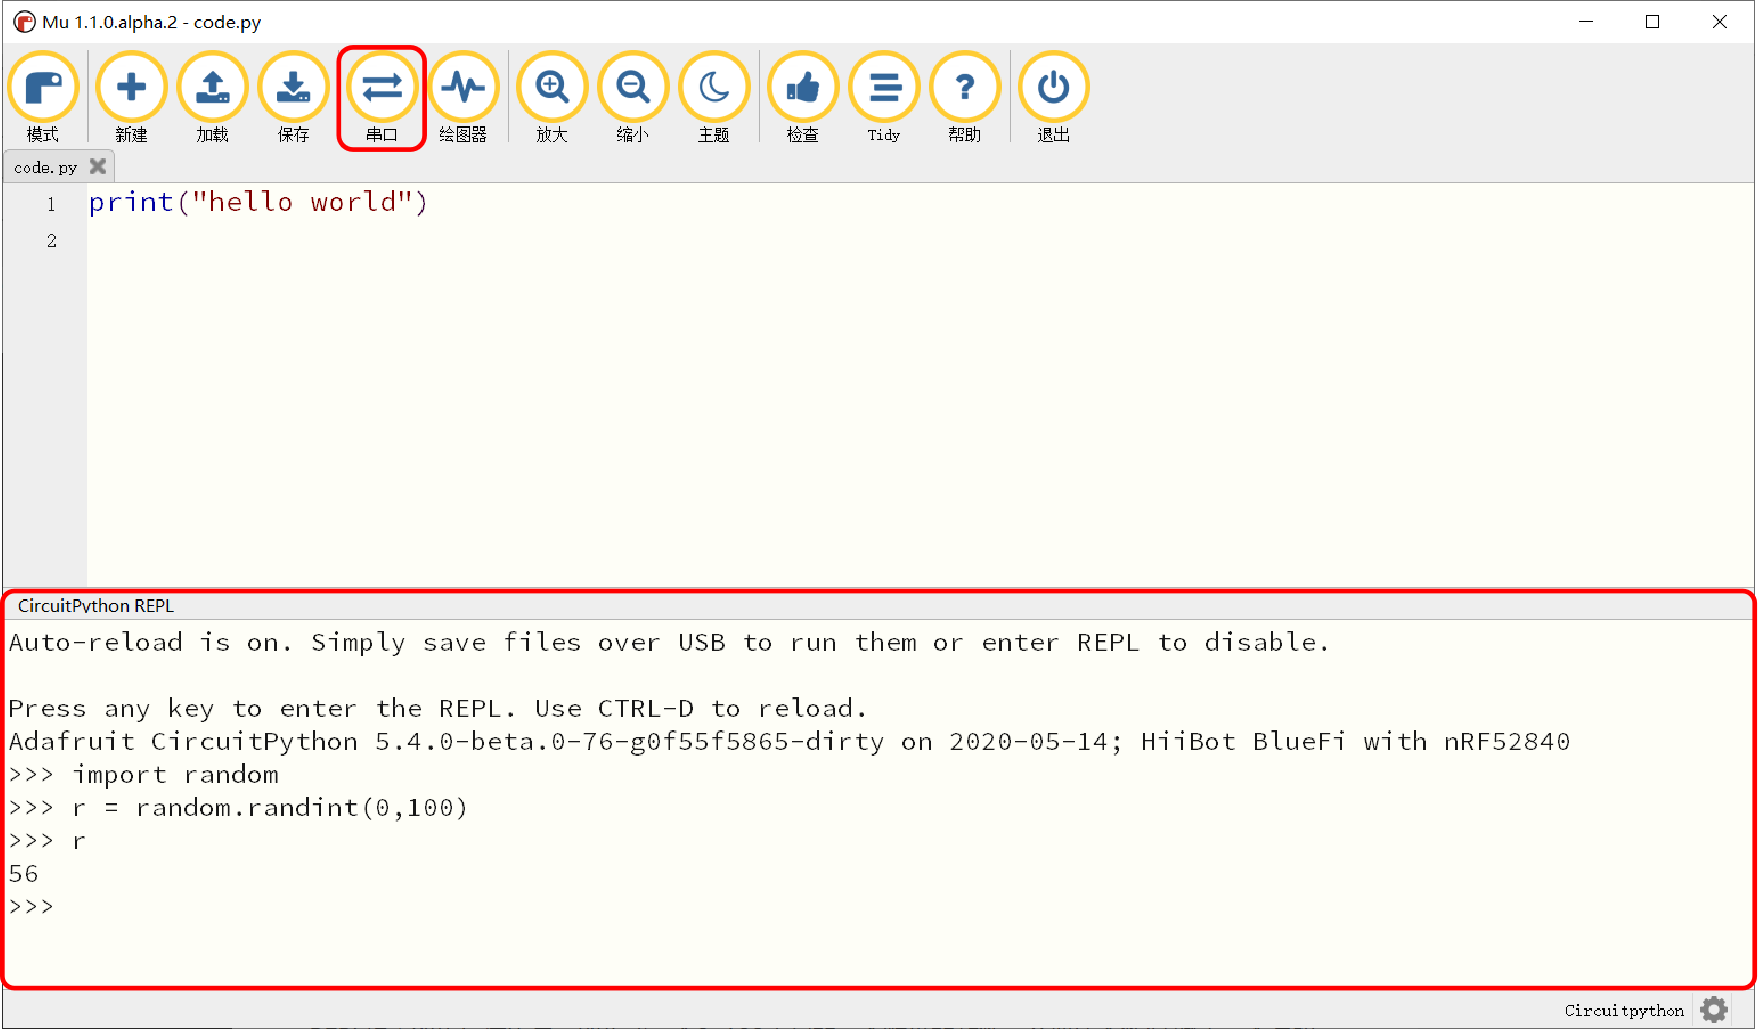 Mu 1.1.0.alpha.2 - code.py
模式 新建 加载 保存 串口 绘图器 放大 缩小 主题 检查 Tidy 帮助 退出
code.py
1 print("hello world")
2
CircuitPython REPL
Auto-reload is on. Simply save files over USB to run them or enter REPL to disable.
Press any key to enter the REPL. Use CTRL-D to reload.
Adafruit CircuitPython 5.4.0-beta.0-76-g0f55f5865-dirty on 2020-05-14; HiiBot BlueFi with nRF52840
>>> import random
>>> r = random.randint(0,100)
>>> r
56
>>>
Circuitpython